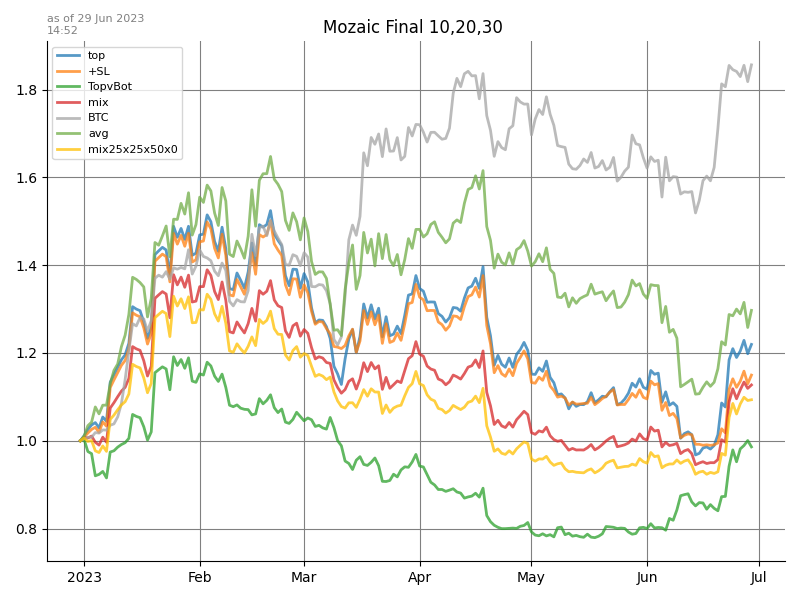 as of 29 Jun 2023
14:52
Mozaic Final 10,20,30
top
+SL
TopvBot
mix
BTC
avg
mix25x25x50x0
1.8
1.6
1.4
1.2
1.0
0.8
2023 Feb Mar Apr May Jun Jul